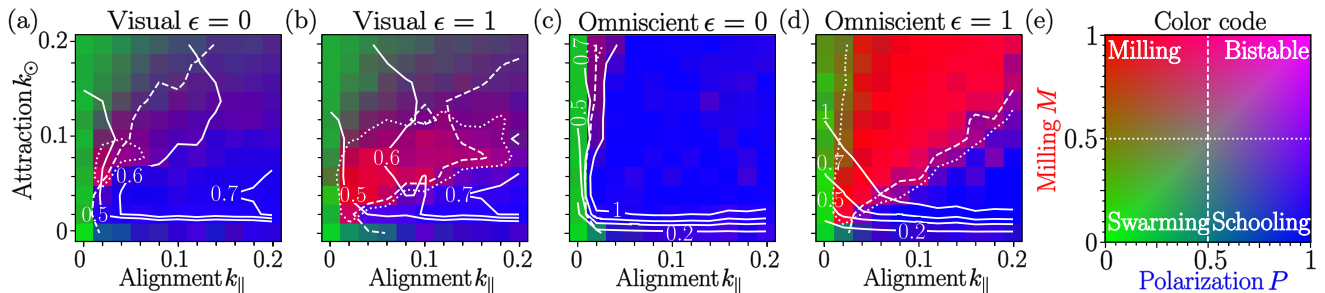 (a) Visual ϵ = 0
(b) Visual ϵ = 1
(c) Omniscient ϵ = 0
(d) Omniscient ϵ = 1
(e) Color code
Attraction k⊙
0.2
0.1
0
0.5
0.6
0.7
0 0.1 0.2
Alignment k∥
0.5
0.6
0.7
0 0.1 0.2
Alignment k∥
0.7
0.5
1
0.2
0 0.1 0.2
Alignment k∥
1
0.7
0.5
0.2
0 0.1 0.2
Alignment k∥
Milling M
1
0.5
0
Milling Bistable
Swarming Schooling
0 0.5 1
Polarization P